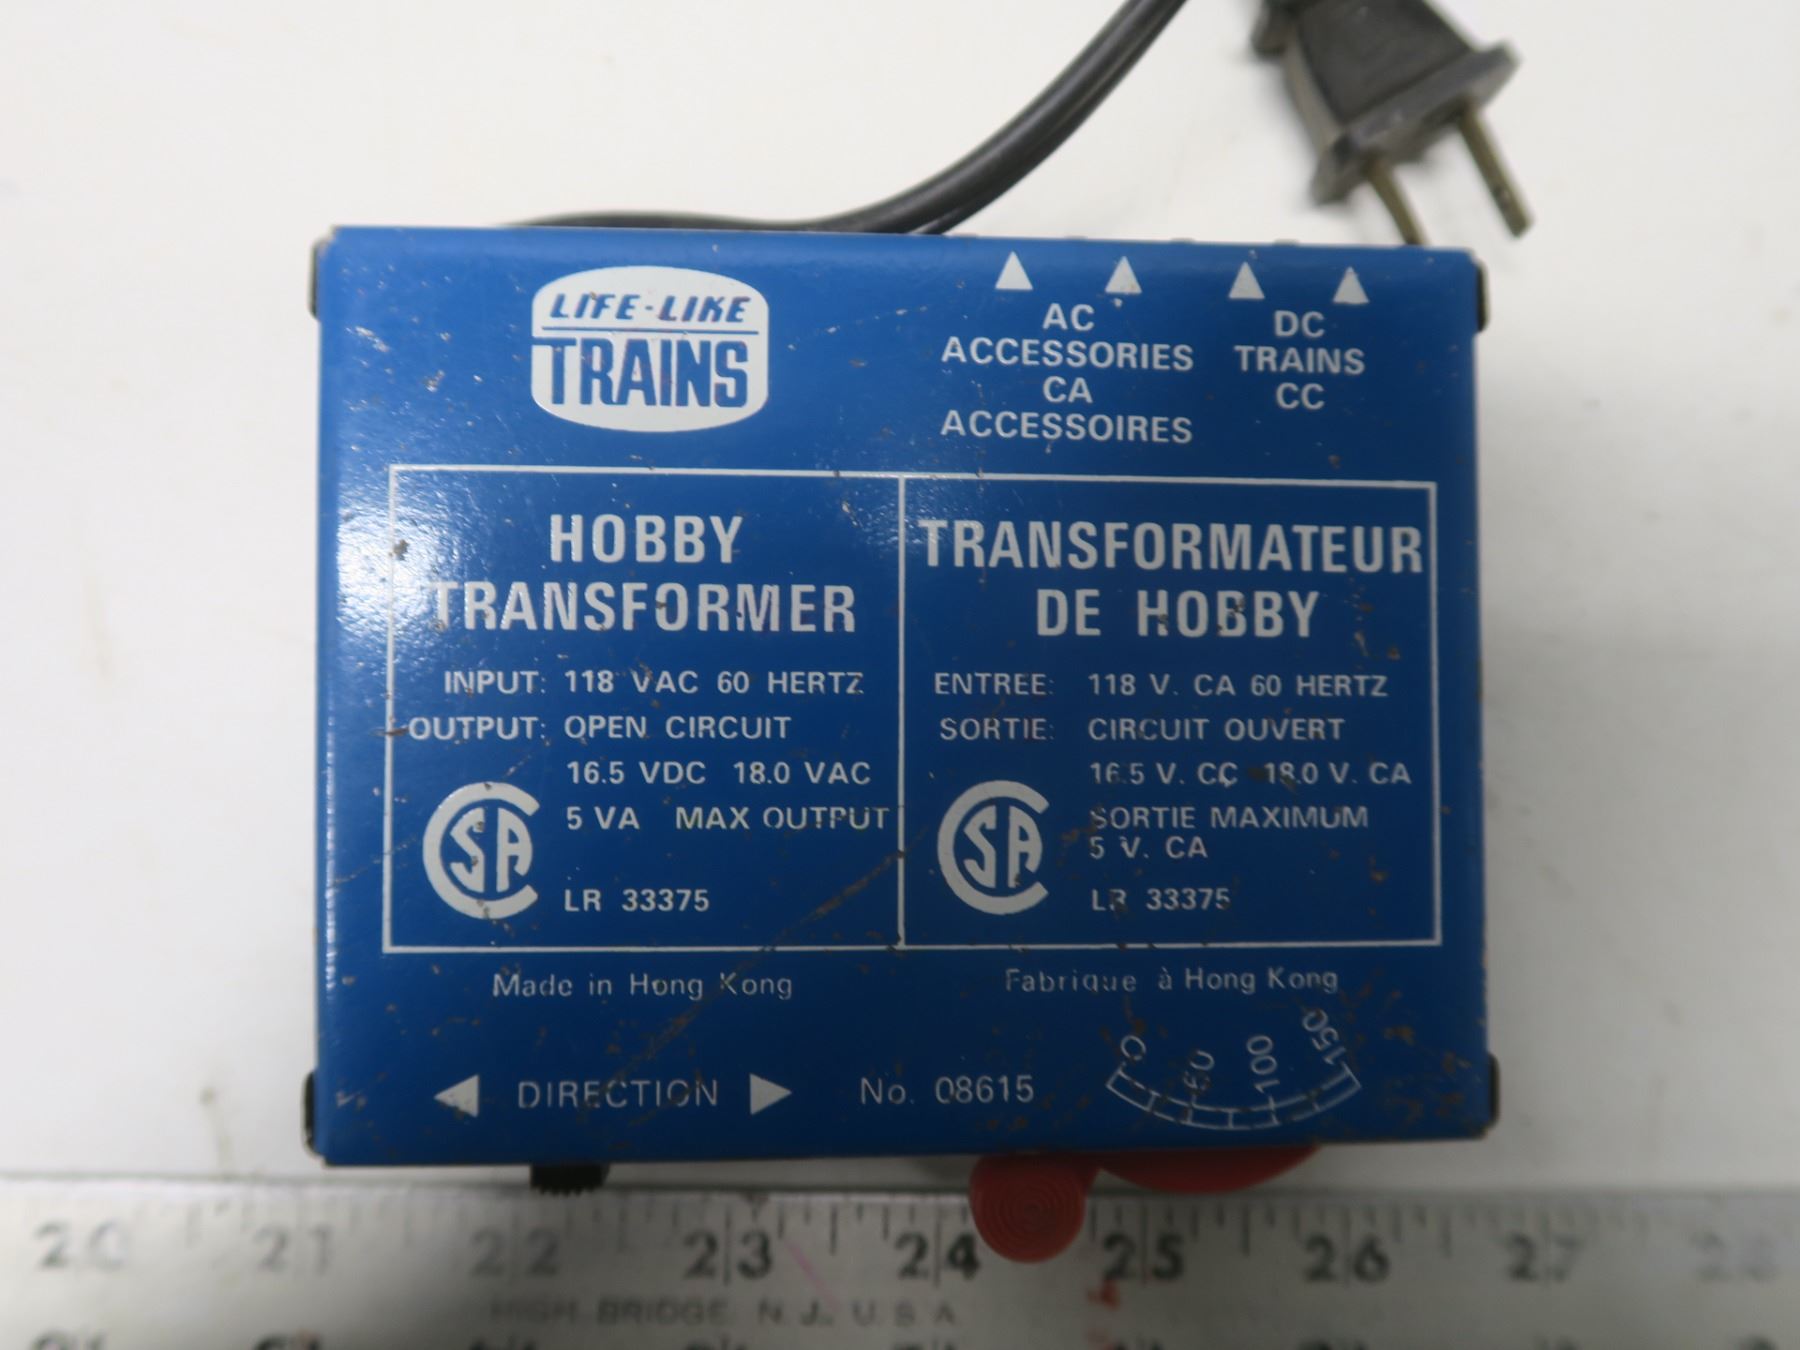 LIFE-LIKE
TRAINS
AC
ACCESSORIES
CA
ACCESSOIRES
DC
TRAINS
CC
HOBBY
TRANSFORMER
INPUT: 118 VAC 60 HERTZ
OUTPUT: OPEN CIRCUIT
16.5 VDC 18.0 VAC
5 VA MAX OUTPUT
CSA
LR 33375
TRANSFORMATEUR
DE HOBBY
ENTREE: 118 V. CA 60 HERTZ
SORTIE: CIRCUIT OUVERT
16.5 V. CC 18.0 V. CA
SORTIE MAXIMUM
5 V. CA
CSA
LR 33375
Made in Hong Kong
Fabrique à Hong Kong
DIRECTION
No. 08615
0 50 100 150
20 21 22 23 24 25 26 27 28
HIGH BRIDGE N.J., U.S.A.